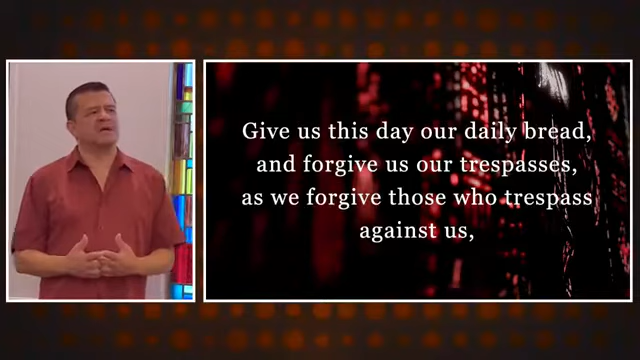 Give us this day our daily bread,
and forgive us our trespasses,
as we forgive those who trespass
against us,